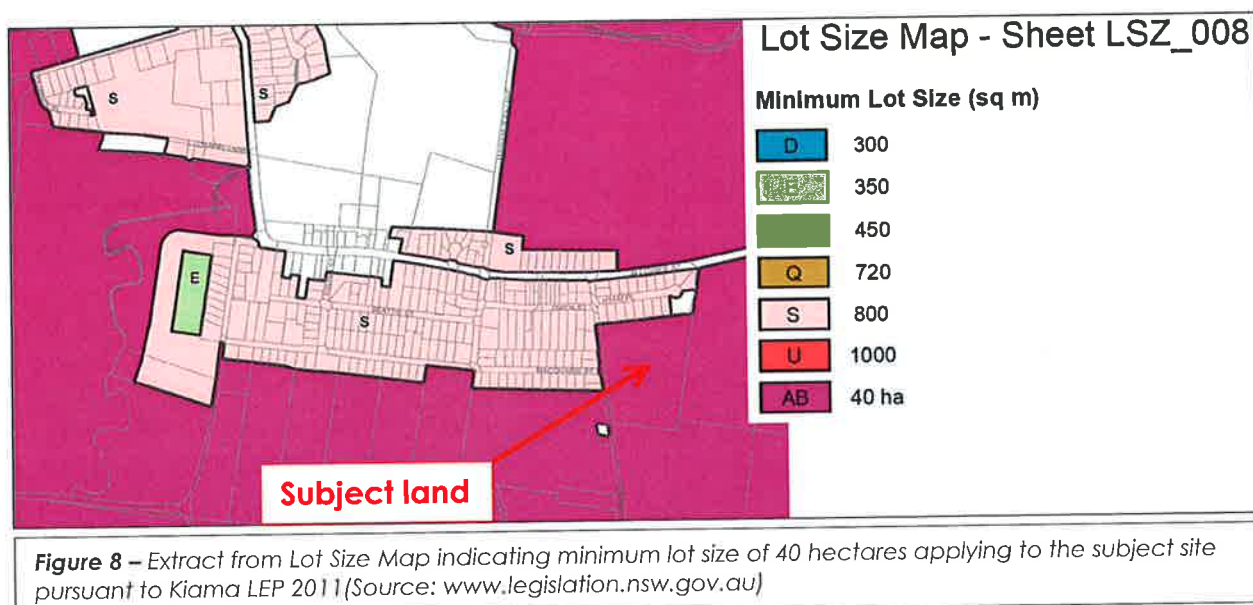 Lot Size Map - Sheet LSZ_008
Minimum Lot Size (sq m)
D 300
E 350
450
Q 720
S 800
U 1000
AB 40 ha
S
S
S
E
S
Subject land
Figure 8 – Extract from Lot Size Map indicating minimum lot size of 40 hectares applying to the subject site
pursuant to Kiama LEP 2011(Source: www.legislation.nsw.gov.au)